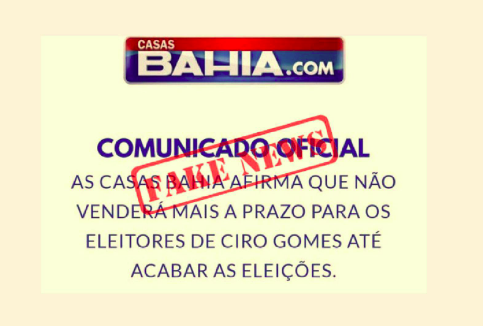 CASAS
BAHIA.COM
COMUNICADO OFICIAL
FAKE NEWS
AS CASAS BAHIA AFIRMA QUE NÃO
VENDERÁ MAIS A PRAZO PARA OS
ELEITORES DE CIRO GOMES ATÉ
ACABAR AS ELEIÇÕES.